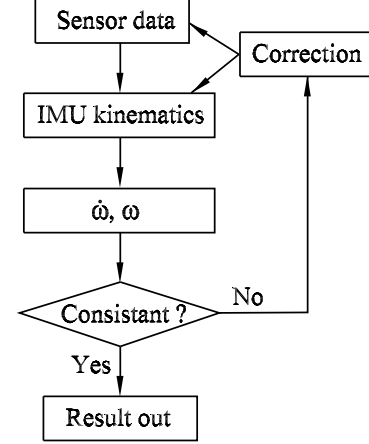 Sensor data
Correction
IMU kinematics
ω̇, ω
Consistant ?
No
Yes
Result out